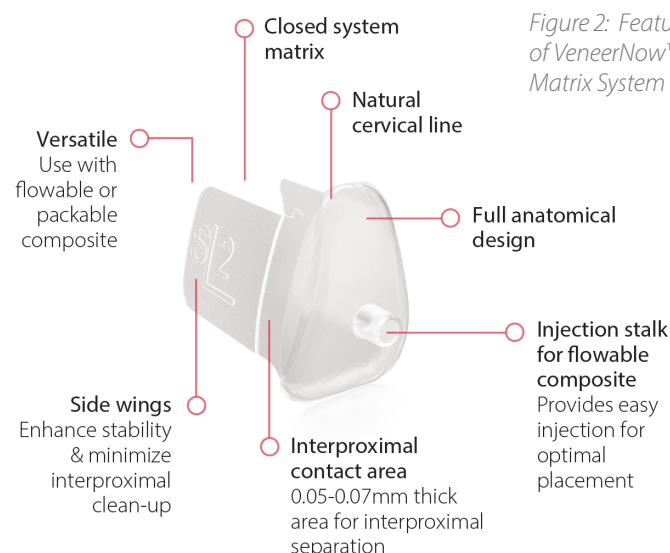 Closed system
matrix
Figure 2: Featu
of VeneerNow™
Matrix System
Natural
cervical line
Versatile
Use with
flowable or
packable
composite
Full anatomical
design
SL2
Injection stalk
for flowable
composite
Provides easy
injection for
optimal
placement
Side wings
Enhance stability
& minimize
interproximal
clean-up
Interproximal
contact area
0.05-0.07mm thick
area for interproximal
separation